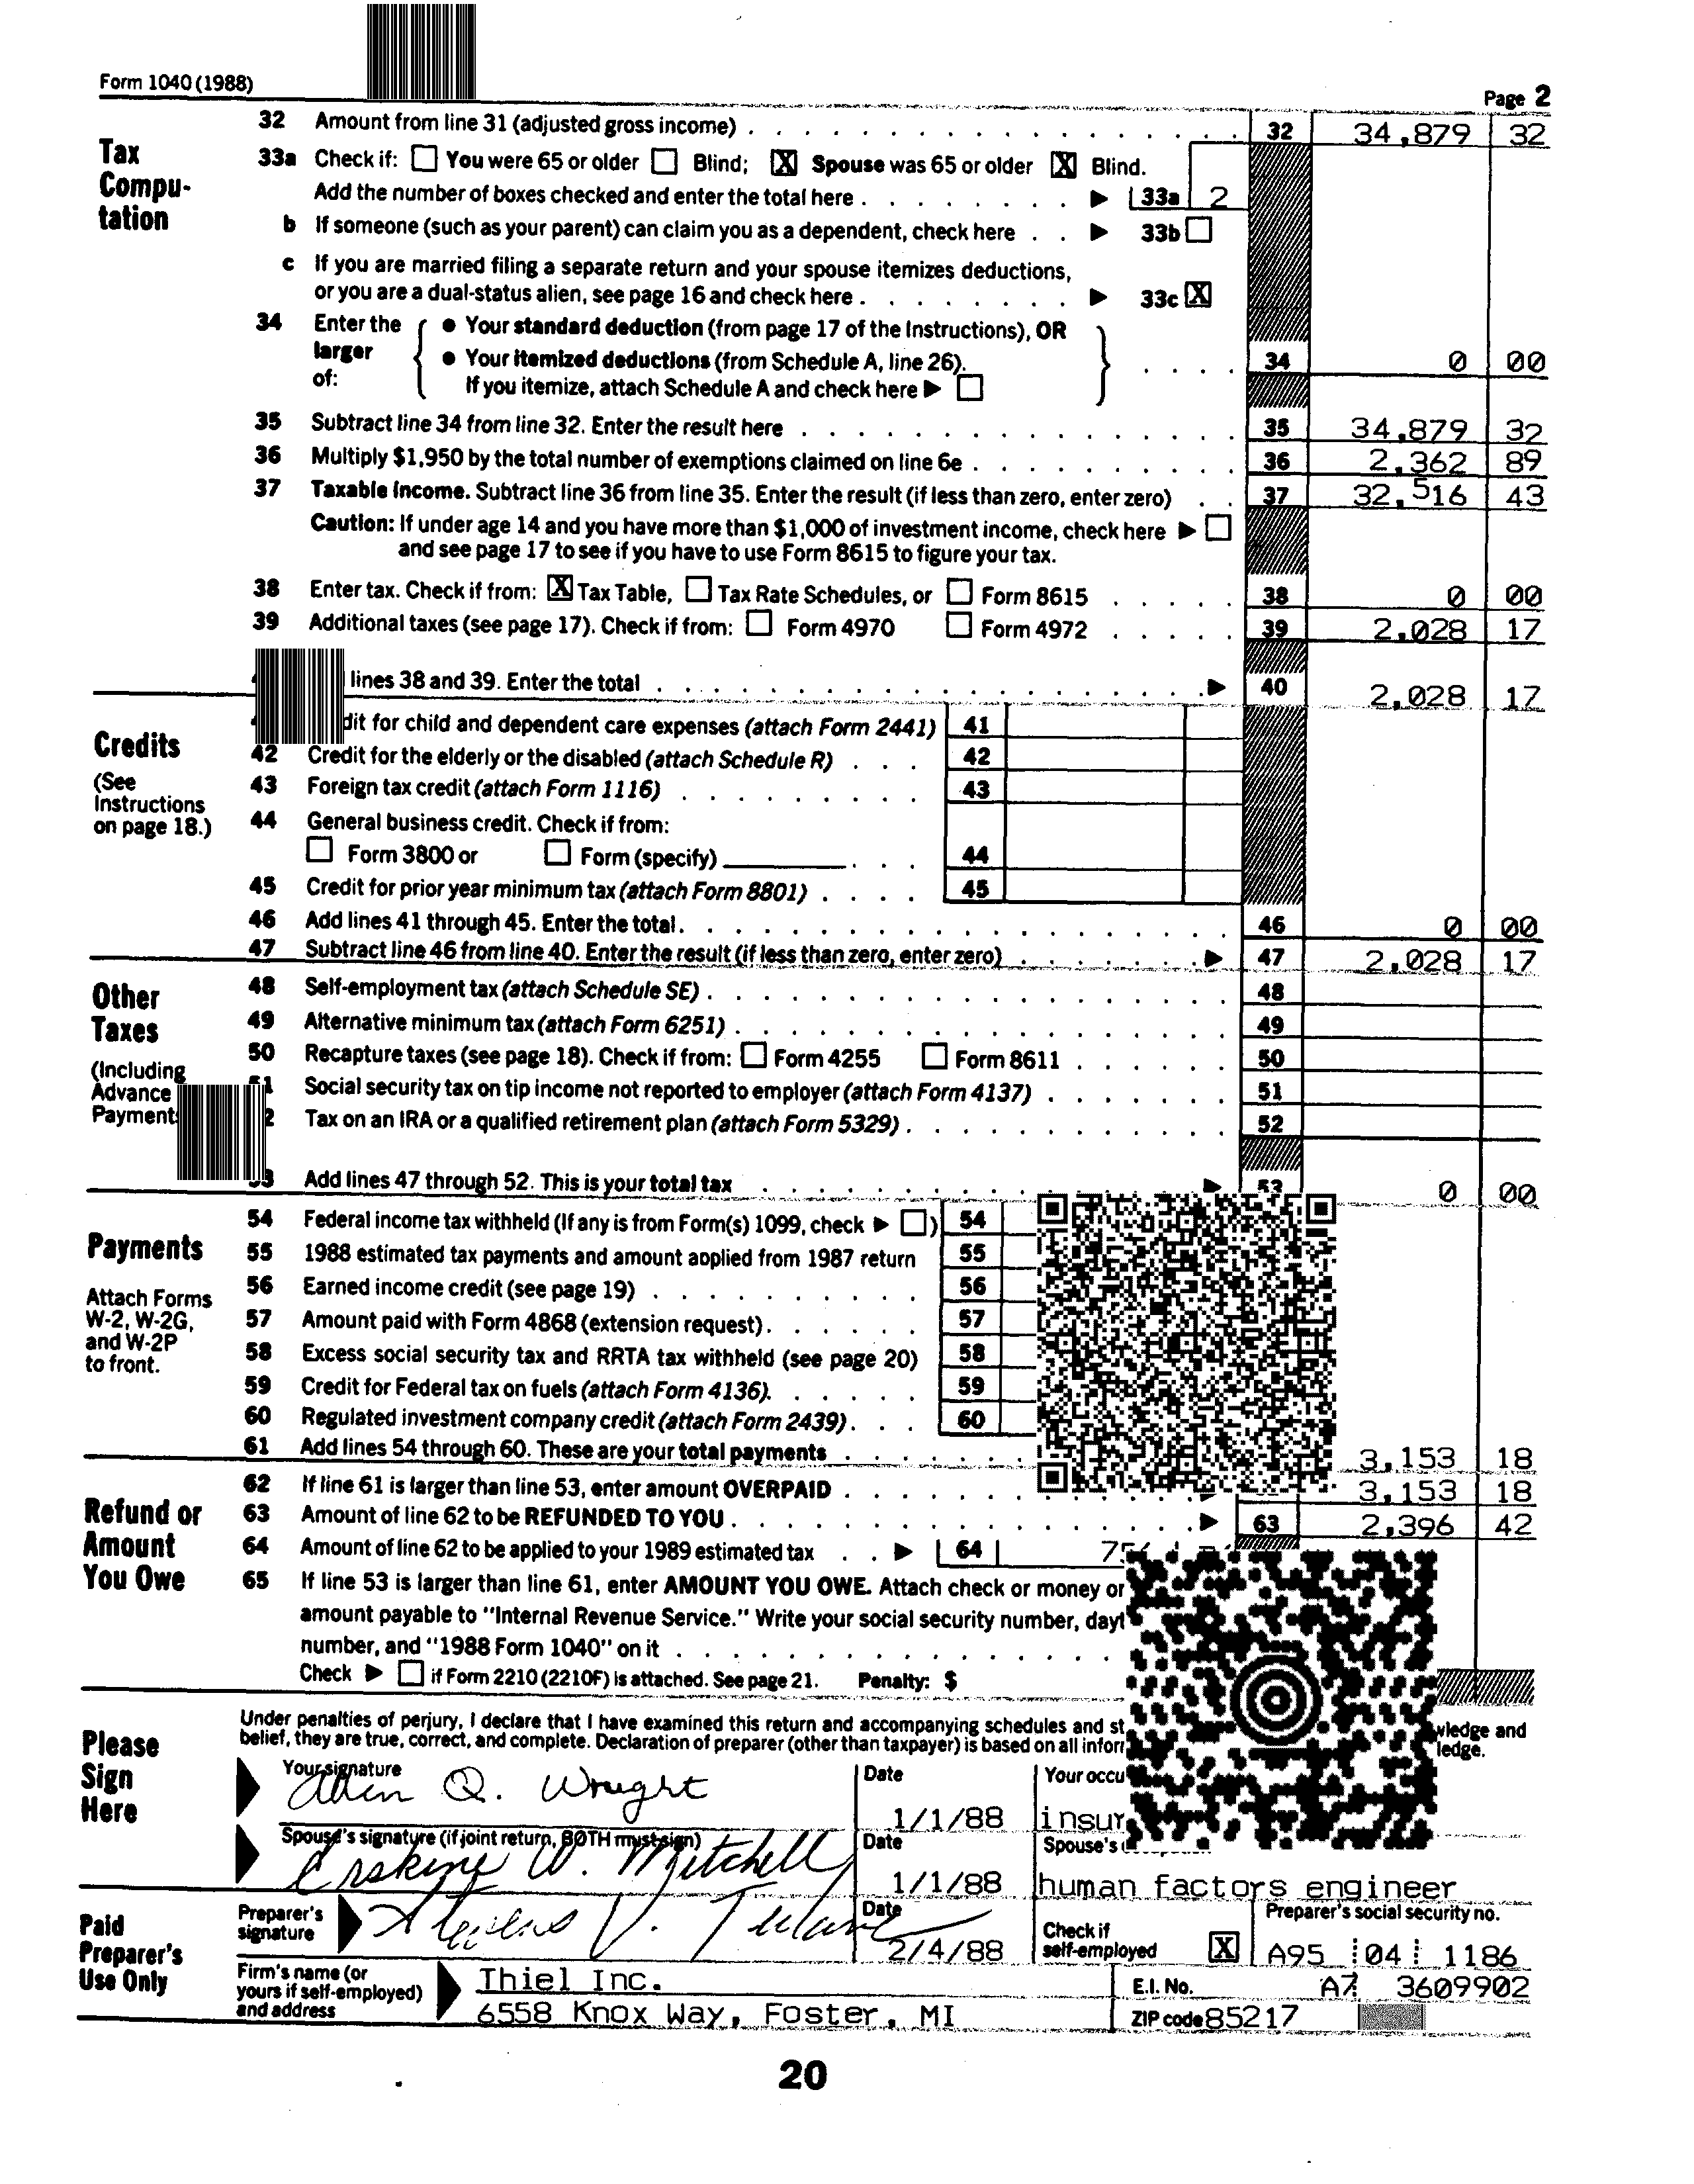 Form 1040 (1988)
Page 2
Tax Compu-tation
32 Amount from line 31 (adjusted gross income) . . . . 32 34,879 32
33a Check if: ☐ You were 65 or older ☐ Blind; ☒ Spouse was 65 or older ☒ Blind.
Add the number of boxes checked and enter the total here . . . . ▶ 33a 2
b If someone (such as your parent) can claim you as a dependent, check here . . ▶ 33b ☐
c If you are married filing a separate return and your spouse itemizes deductions,
or you are a dual-status alien, see page 16 and check here . . . . ▶ 33c ☒
34 Enter the larger of: { ● Your standard deduction (from page 17 of the Instructions), OR
● Your itemized deductions (from Schedule A, line 26).
If you itemize, attach Schedule A and check here ▶ ☐ } . . . . 34 0 00
35 Subtract line 34 from line 32. Enter the result here . . . . 35 34,879 32
36 Multiply $1,950 by the total number of exemptions claimed on line 6e . . . . 36 2,362 89
37 Taxable income. Subtract line 36 from line 35. Enter the result (if less than zero, enter zero) . . 37 32,516 43
Caution: If under age 14 and you have more than $1,000 of investment income, check here ▶ ☐
and see page 17 to see if you have to use Form 8615 to figure your tax.
38 Enter tax. Check if from: ☒ Tax Table, ☐ Tax Rate Schedules, or ☐ Form 8615 . . . . 38 0 00
39 Additional taxes (see page 17). Check if from: ☐ Form 4970 ☐ Form 4972 . . . . 39 2,028 17
lines 38 and 39. Enter the total . . . . ▶ 40 2,028 17
Credits
(See Instructions on page 18.)
for child and dependent care expenses (attach Form 2441) 41
42 Credit for the elderly or the disabled (attach Schedule R) . . . 42
43 Foreign tax credit (attach Form 1116) . . . . 43
44 General business credit. Check if from:
☐ Form 3800 or ☐ Form (specify) ________ . . . 44
45 Credit for prior year minimum tax (attach Form 8801) . . . . 45
46 Add lines 41 through 45. Enter the total . . . . 46 0 00
47 Subtract line 46 from line 40. Enter the result (if less than zero, enter zero) . . . . ▶ 47 2,028 17
Other Taxes
(Including Advance
48 Self-employment tax (attach Schedule SE) . . . . 48
49 Alternative minimum tax (attach Form 6251) . . . . 49
50 Recapture taxes (see page 18). Check if from: ☐ Form 4255 ☐ Form 8611 . . . . 50
Social security tax on tip income not reported to employer (attach Form 4137) . . . . 51
Tax on an IRA or a qualified retirement plan (attach Form 5329) . . . . 52
Add lines 47 through 52. This is your total tax . . . . ▶ 53 0 00
Payments
Attach Forms W-2, W-2G, and W-2P to front.
54 Federal income tax withheld (If any is from Form(s) 1099, check ▶ ☐) 54
55 1988 estimated tax payments and amount applied from 1987 return 55
56 Earned income credit (see page 19) . . . . 56
57 Amount paid with Form 4868 (extension request) . . . . 57
58 Excess social security tax and RRTA tax withheld (see page 20) 58
59 Credit for Federal tax on fuels (attach Form 4136). . . . 59
60 Regulated investment company credit (attach Form 2439) . . . 60
61 Add lines 54 through 60. These are your total payments . . . . 3,153 18
Refund or Amount You Owe
62 If line 61 is larger than line 53, enter amount OVERPAID . . . . 3,153 18
63 Amount of line 62 to be REFUNDED TO YOU . . . . ▶ 63 2,396 42
64 Amount of line 62 to be applied to your 1989 estimated tax . . ▶ 64
65 If line 53 is larger than line 61, enter AMOUNT YOU OWE. Attach check or money
amount payable to "Internal Revenue Service." Write your social security number,
number, and "1988 Form 1040" on it . . . .
Check ▶ ☐ if Form 2210 (2210F) is attached. See page 21. Penalty: $
Please Sign Here
Under penalties of perjury, I declare that I have examined this return and accompanying schedules and
and
belief, they are true, correct, and complete. Declaration of preparer (other than taxpayer) is based on all
Your signature
Q. Wright
Date
1/1/88
Your
Spouse's signature (if joint return, BOTH must sign)
Erskine W. Mitchell
Date
1/1/88
Spouse's
human factors engineer
Paid Preparer's Use Only
Preparer's signature
V.
Date
2/4/88
Check if self-employed ☒
Preparer's social security no.
A95 04 1186
Firm's name (or yours if self-employed) and address
Thiel Inc.
6558 Knox Way, Foster, MI
E.I. No. A7 3609902
ZIP code 85217
20